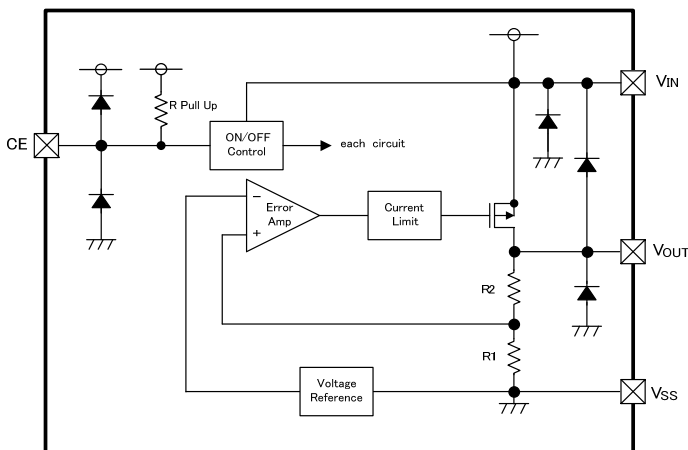 R Pull Up
VIN
CE
ON/OFF
Control
each circuit
−
Error
Amp
+
Current
Limit
VOUT
R2
R1
Voltage
Reference
VSS